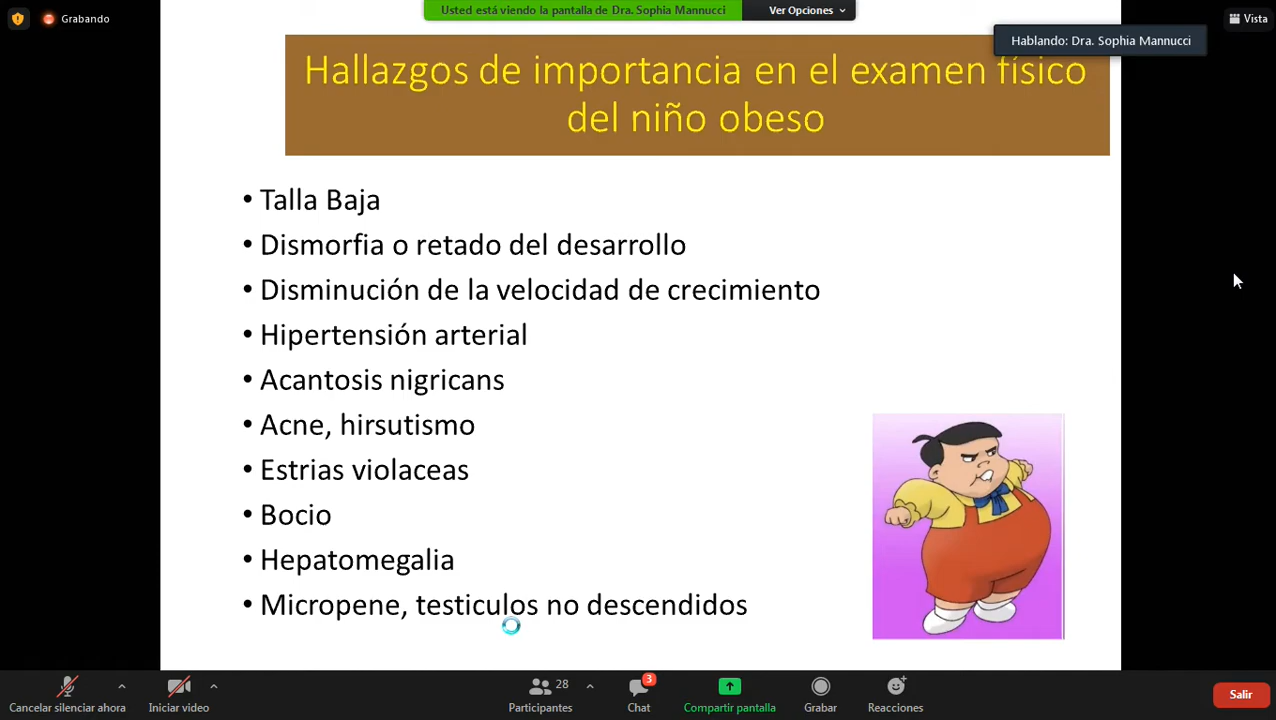 Grabando
Usted está viendo la pantalla de Dra. Sophia Mannucci
Ver Opciones
Vista
Hablando: Dra. Sophia Mannucci
Hallazgos de importancia en el examen físico
del niño obeso
• Talla Baja
• Dismorfia o retado del desarrollo
• Disminución de la velocidad de crecimiento
• Hipertensión arterial
• Acantosis nigricans
• Acne, hirsutismo
• Estrias violaceas
• Bocio
• Hepatomegalia
• Micropene, testiculos no descendidos
Cancelar silenciar ahora
Iniciar video
28
Participantes
3
Chat
Compartir pantalla
Grabar
Reacciones
Salir